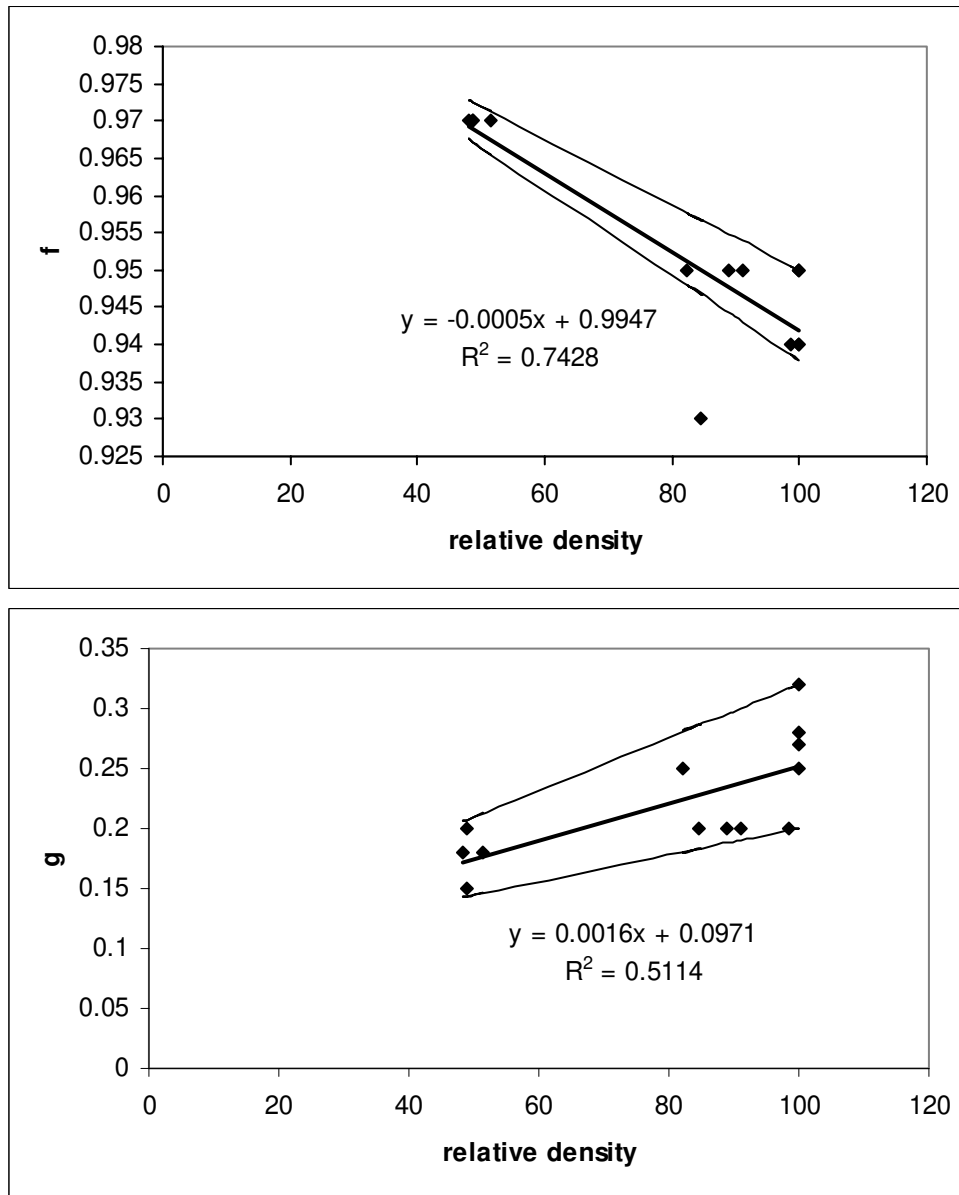 0.98
0.975
0.97
0.965
0.96
0.955
0.95
0.945
0.94
0.935
0.93
0.925
f
y = -0.0005x + 0.9947
R² = 0.7428
0 20 40 60 80 100 120
relative density
0.35
0.3
0.25
0.2
0.15
0.1
0.05
0
g
y = 0.0016x + 0.0971
R² = 0.5114
0 20 40 60 80 100 120
relative density